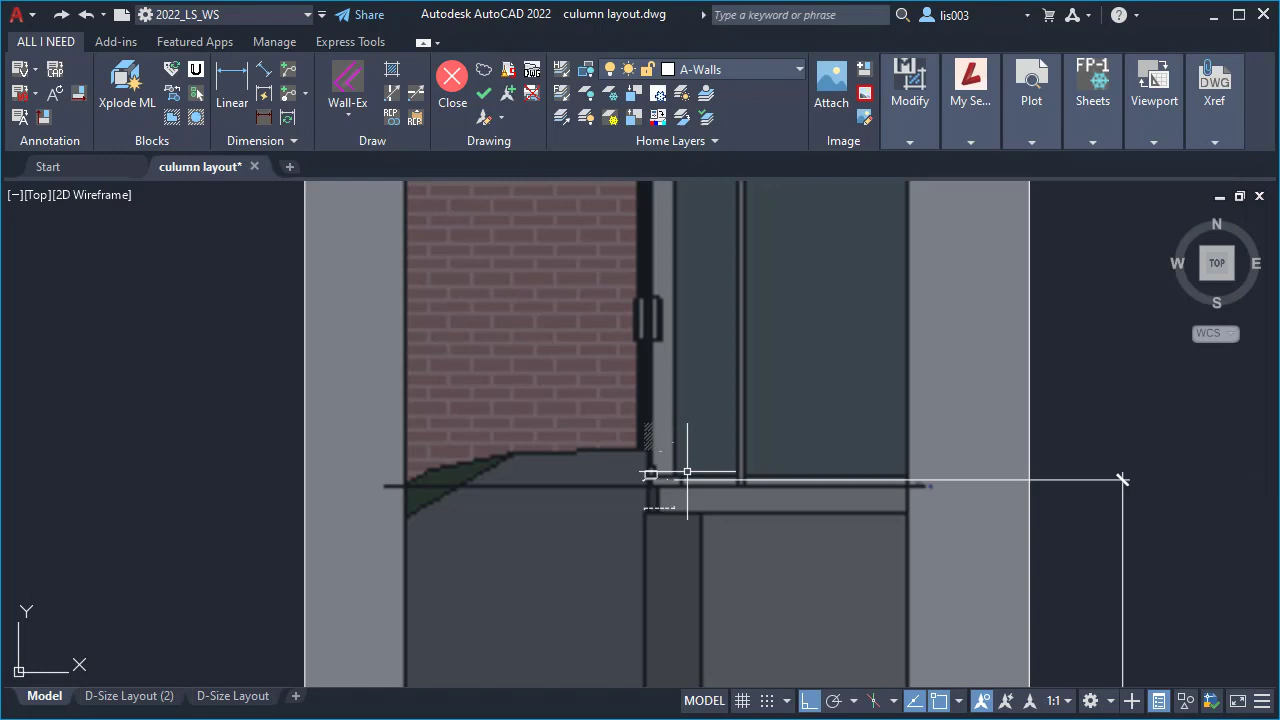 2022_LS_WS
Share
Autodesk AutoCAD 2022 culumn layout.dwg
Type a keyword or phrase
lis003
ALL I NEED
Add-ins
Featured Apps
Manage
Express Tools
Xplode ML
Linear
Wall-Ex
Close
A-Walls
Attach
Modify
My Se...
Plot
FP-1
Sheets
Viewport
DWG
Xref
Annotation
Blocks
Dimension
Draw
Drawing
Home Layers
Image
Start
culumn layout*
[−][Top][2D Wireframe]
N
W
TOP
E
S
WCS
Y
X
Model
D-Size Layout (2)
D-Size Layout
MODEL
1:1